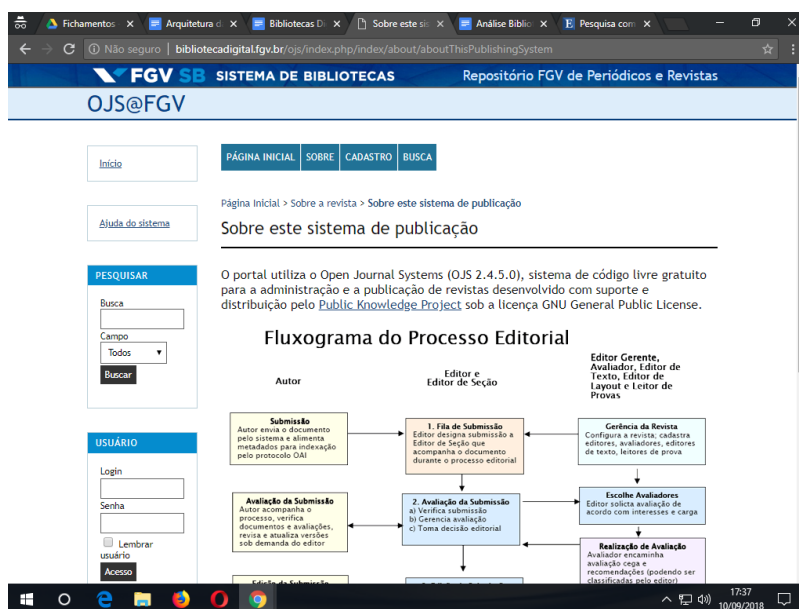 Fichamentos
Arquitetura d
Bibliotecas Di
Sobre este sis
Análise Biblio
Pesquisa com
Não seguro | bibliotecadigital.fgv.br/ojs/index.php/index/about/aboutThisPublishingSystem
FGV SB SISTEMA DE BIBLIOTECAS
Repositório FGV de Periódicos e Revistas
OJS@FGV
Início
Ajuda do sistema
PESQUISAR
Busca
Campo
Todos
Buscar
USUÁRIO
Login
Senha
Lembrar
usuário
Acesso
PÁGINA INICIAL SOBRE CADASTRO BUSCA
Página Inicial > Sobre a revista > Sobre este sistema de publicação
Sobre este sistema de publicação
O portal utiliza o Open Journal Systems (OJS 2.4.5.0), sistema de código livre gratuito
para a administração e a publicação de revistas desenvolvido com suporte e
distribuição pelo Public Knowledge Project sob a licença GNU General Public License.
Fluxograma do Processo Editorial
Autor
Editor e
Editor de Seção
Editor Gerente,
Avaliador, Editor de
Texto, Editor de
Layout e Leitor de
Provas
Submissão
Autor envia o documento
pelo sistema e alimenta
metadados para indexação
pelo protocolo OAI
1. Fila de Submissão
Editor designa submissão a
Editor de Seção que
acompanha o documento
durante o processo editorial
Gerência da Revista
Configura a revista; cadastra
editores, avaliadores, editores
de texto, leitores de prova
Avaliação da Submissão
Autor acompanha o
processo, verifica
documentos e avaliações,
revisa e atualiza versões
sob demanda do editor
2. Avaliação da Submissão
a) Verifica submissão
b) Gerencia avaliação
c) Toma decisão editorial
Escolhe Avaliadores
Editor solicta avaliação de
acordo com interesses e carga
Realização de Avaliação
Avaliador encaminha
avaliação cega e
recomendações (podendo ser
classificadas pelo editor)
Edição da Submissão
17:37
10/09/2018